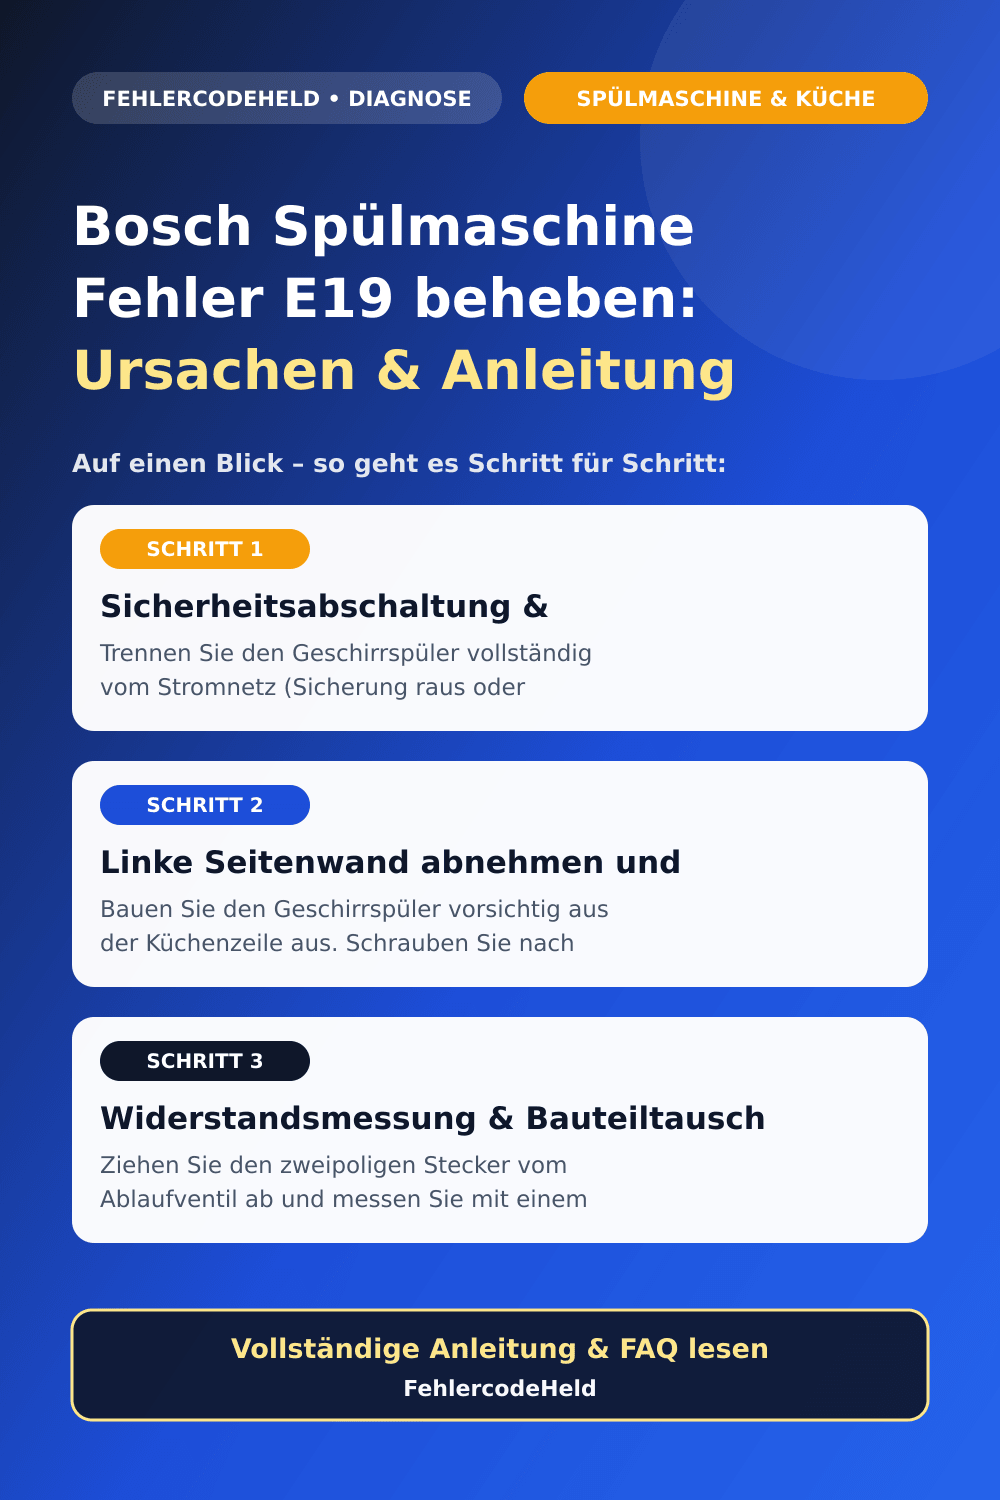 FEHLERCODEHELD • DIAGNOSE
SPÜLMASCHINE & KÜCHE
Bosch Spülmaschine
Fehler E19 beheben:
Ursachen & Anleitung
Auf einen Blick – so geht es Schritt für Schritt:
SCHRITT 1
Sicherheitsabschaltung &
Trennen Sie den Geschirrspüler vollständig
vom Stromnetz (Sicherung raus oder
SCHRITT 2
Linke Seitenwand abnehmen und
Bauen Sie den Geschirrspüler vorsichtig aus
der Küchenzeile aus. Schrauben Sie nach
SCHRITT 3
Widerstandsmessung & Bauteiltausch
Ziehen Sie den zweipoligen Stecker vom
Ablaufventil ab und messen Sie mit einem
Vollständige Anleitung & FAQ lesen
FehlercodeHeld